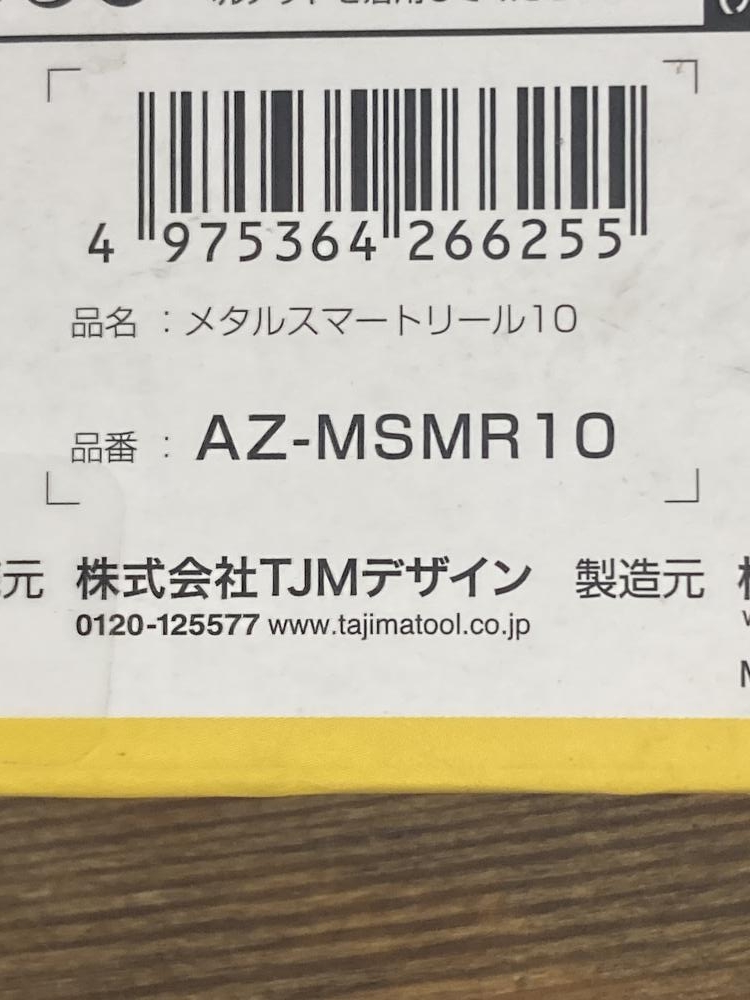 4 975364 266255
品名 : メタルスマートリール10
品番 : AZ-MSMR10
元 株式会社TJMデザイン 製造元
0120-125577 www.tajimatool.co.jp